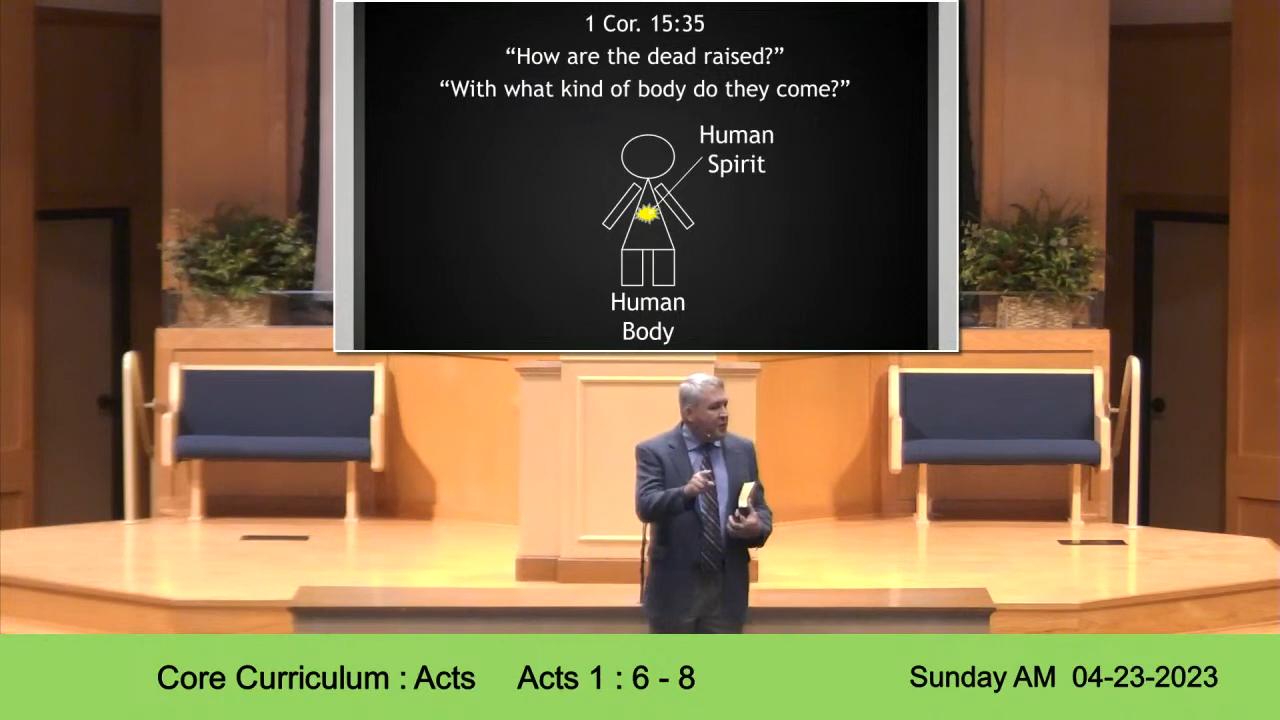 1 Cor. 15:35
“How are the dead raised?”
“With what kind of body do they come?”
Human
Spirit
Human
Body
Core Curriculum : Acts Acts 1 : 6 - 8 Sunday AM 04-23-2023